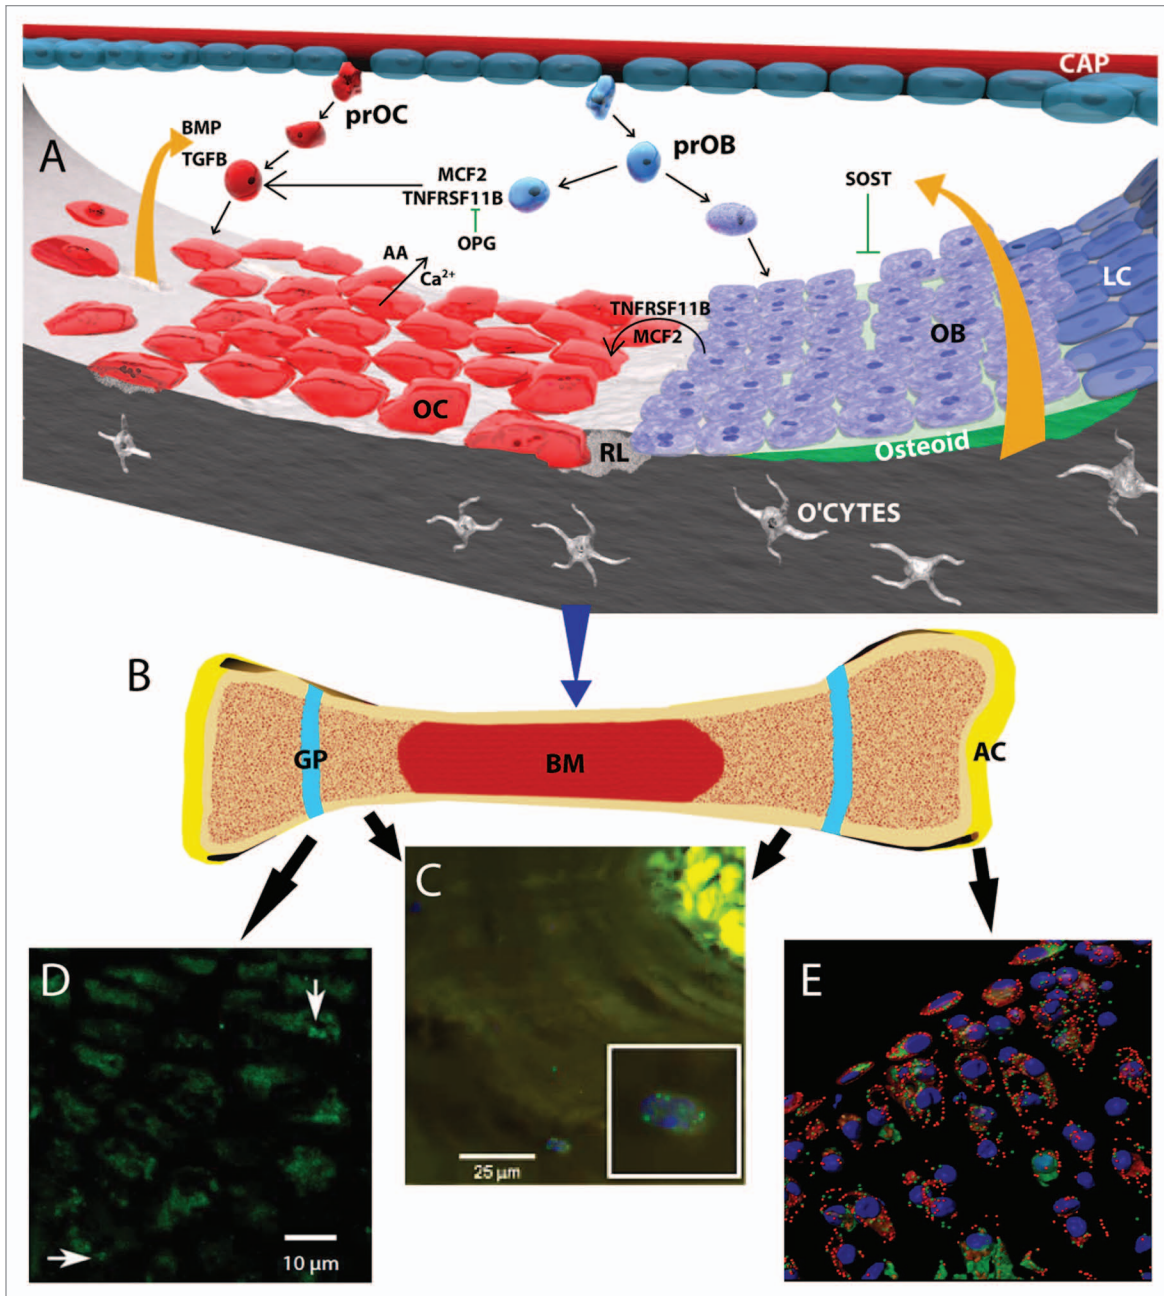 CAP
prOC
A
BMP
TGFB
prOB
MCF2
TNFRSF11B
SOST
OPG
AA
Ca²⁺
LC
TNFRSF11B
MCF2
OB
OC
RL
Osteoid
O'CYTES
B
GP
BM
AC
C
25 µm
D
10 µm
E